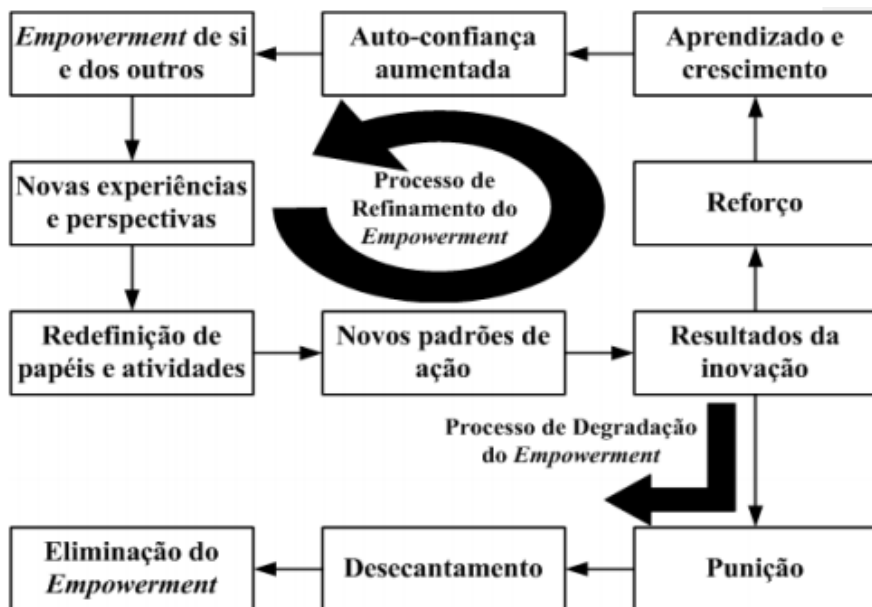 Empowerment de si
e dos outros
Auto-confiança
aumentada
Aprendizado e
crescimento
Novas experiências
e perspectivas
Processo de
Refinamento do
Empowerment
Reforço
Redefinição de
papéis e atividades
Novos padrões de
ação
Resultados da
inovação
Processo de Degradação
do Empowerment
Eliminação do
Empowerment
Desecantamento
Punição